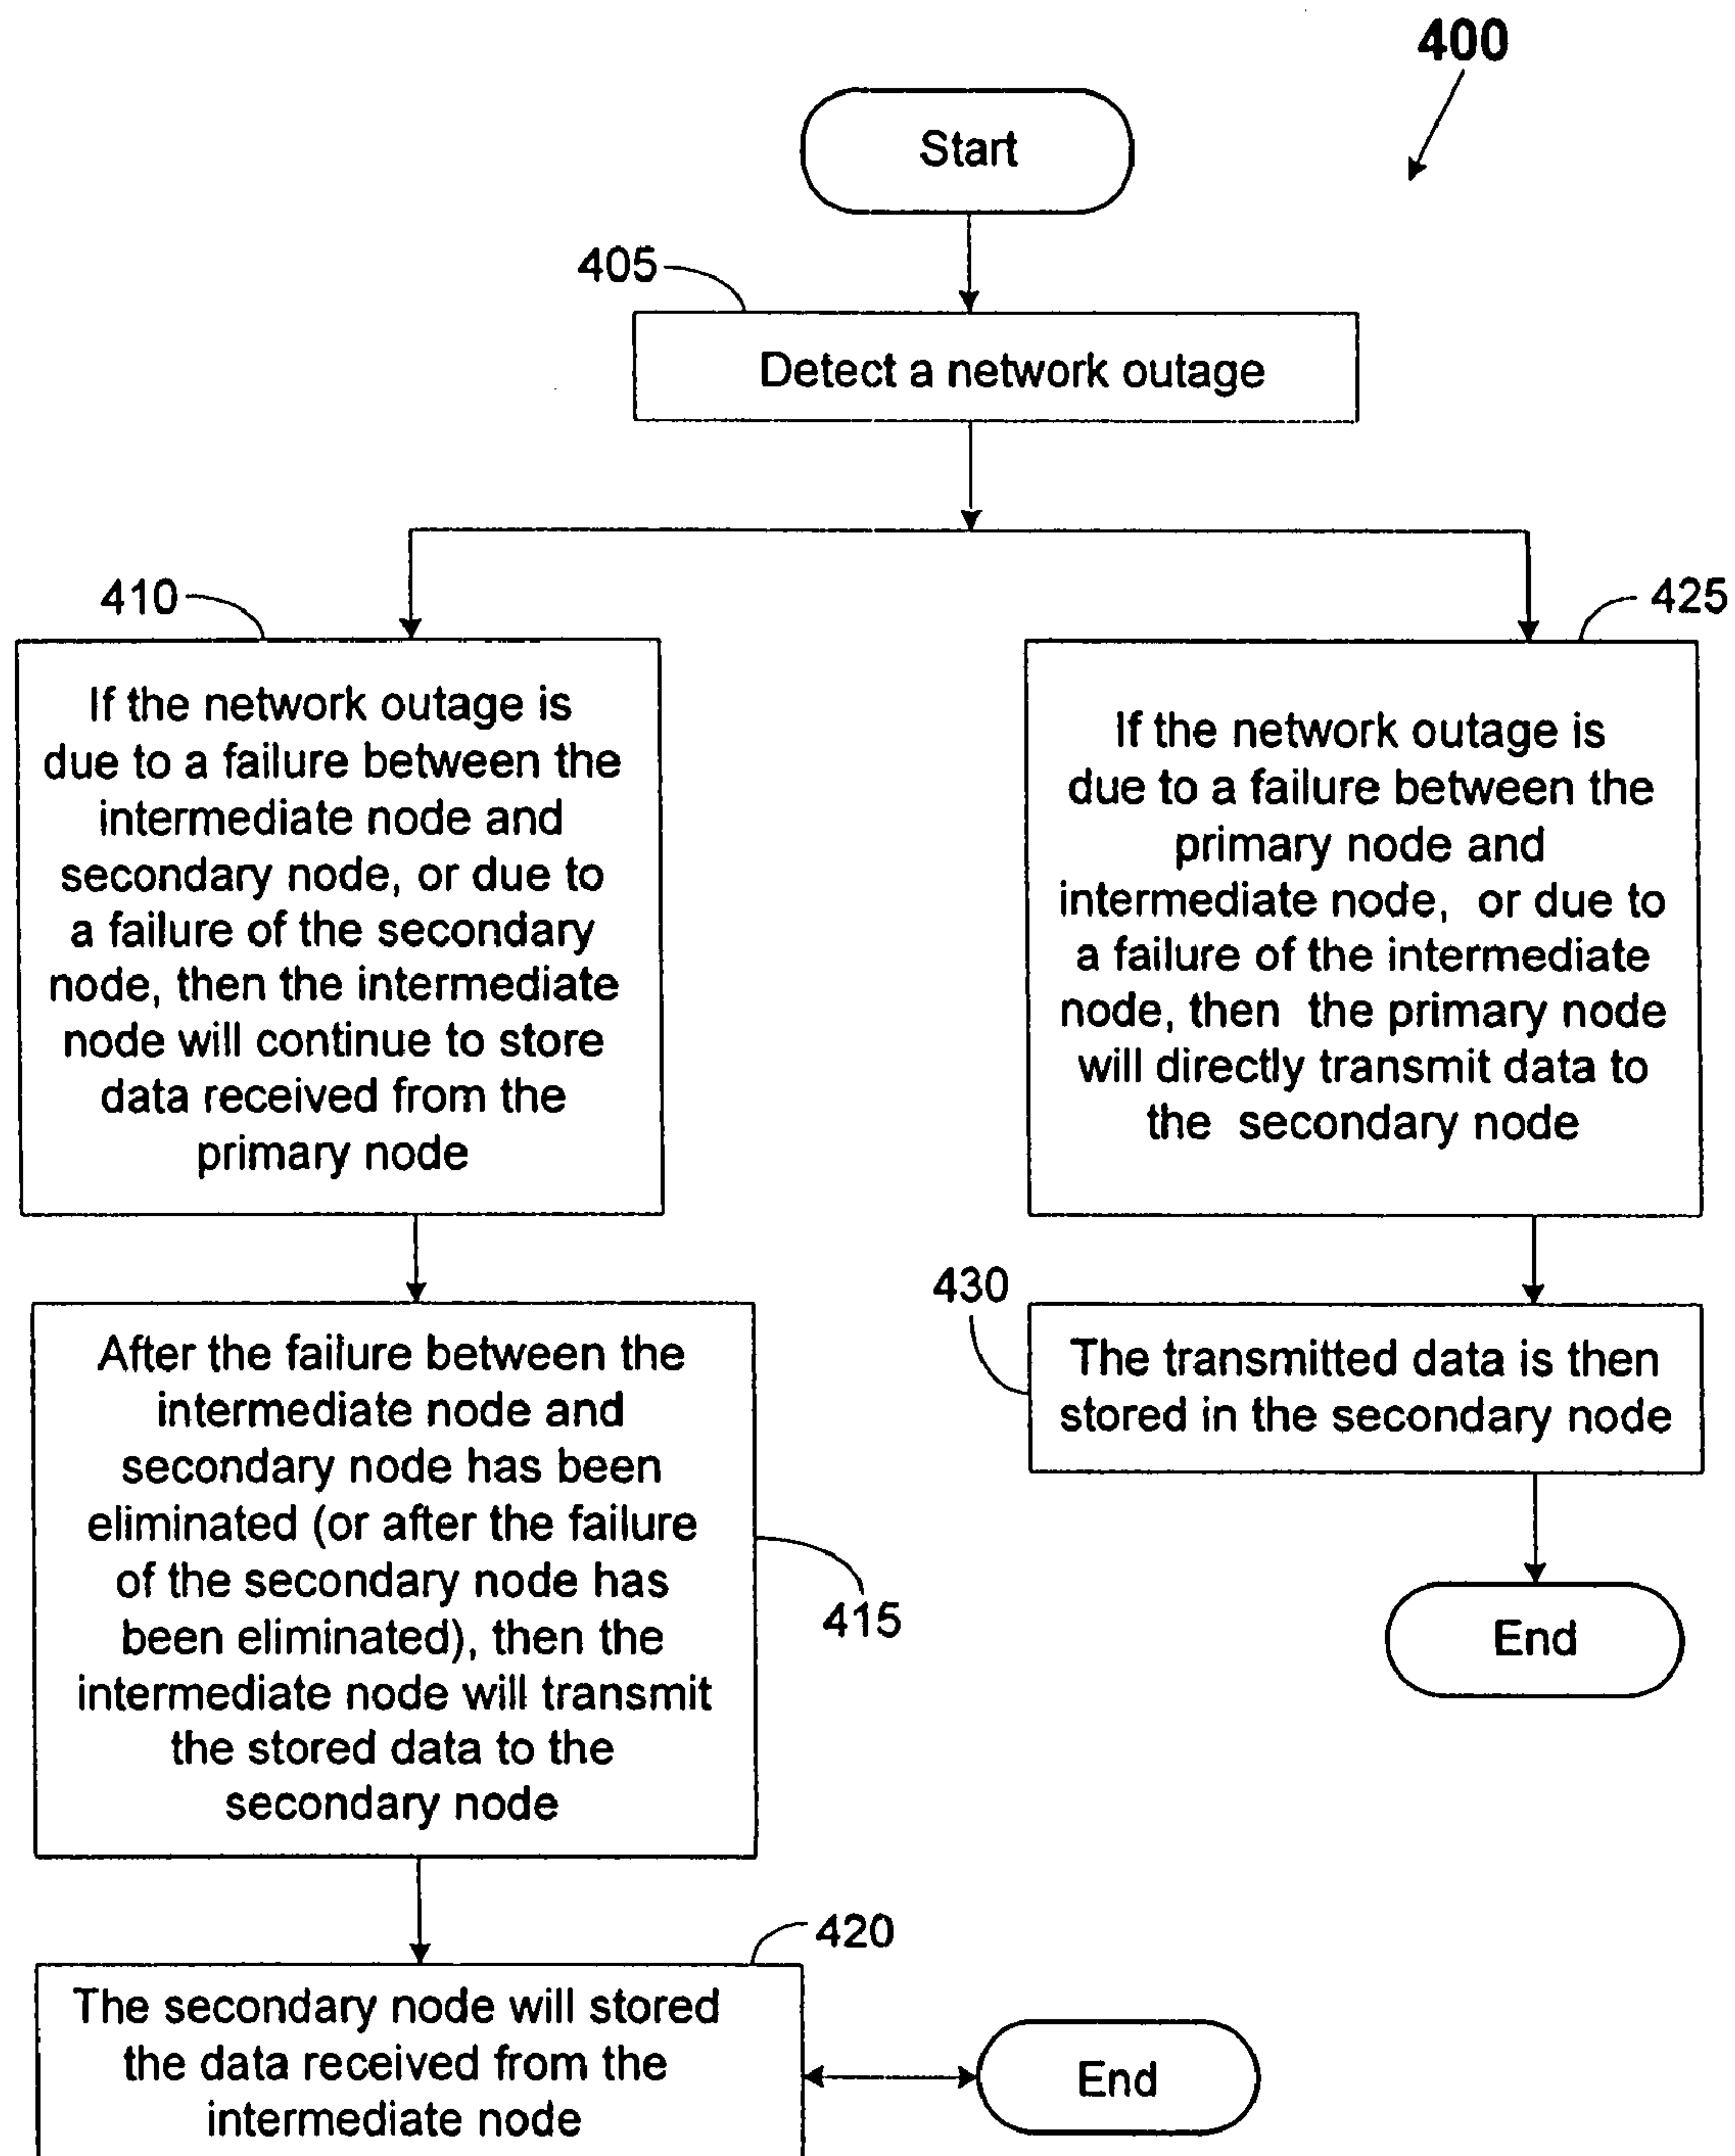 400
Start
405
Detect a network outage
410
If the network outage is
due to a failure between the
intermediate node and
secondary node, or due to
a failure of the secondary
node, then the intermediate
node will continue to store
data received from the
primary node
425
If the network outage is
due to a failure between the
primary node and
intermediate node, or due to
a failure of the intermediate
node, then the primary node
will directly transmit data to
the secondary node
415
After the failure between the
intermediate node and
secondary node has been
eliminated (or after the failure
of the secondary node has
been eliminated), then the
intermediate node will transmit
the stored data to the
secondary node
430
The transmitted data is then
stored in the secondary node
End
420
The secondary node will stored
the data received from the
intermediate node
End